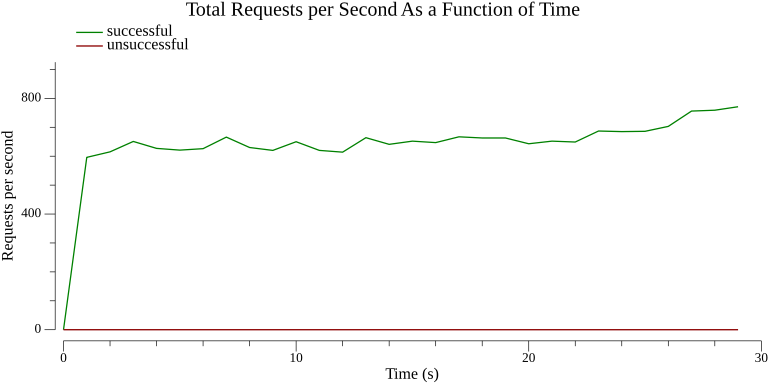 Total Requests per Second As a Function of Time
successful
unsuccessful
800
400
0
Requests per second
0 10 20 30
Time (s)